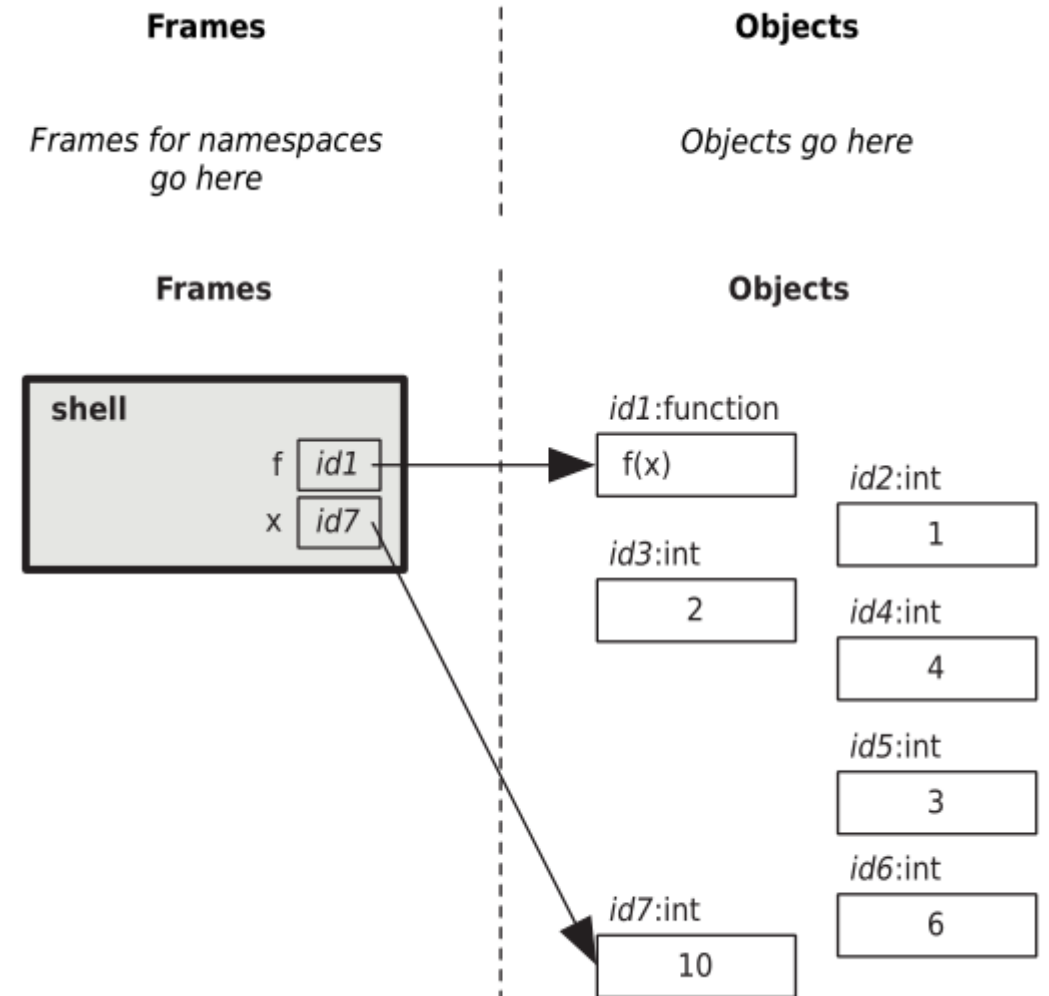 Frames
Objects
Frames for namespaces
go here
Objects go here
Frames
Objects
shell
f id1
x id7
id1:function
f(x)
id2:int
1
id3:int
2
id4:int
4
id5:int
3
id6:int
6
id7:int
10